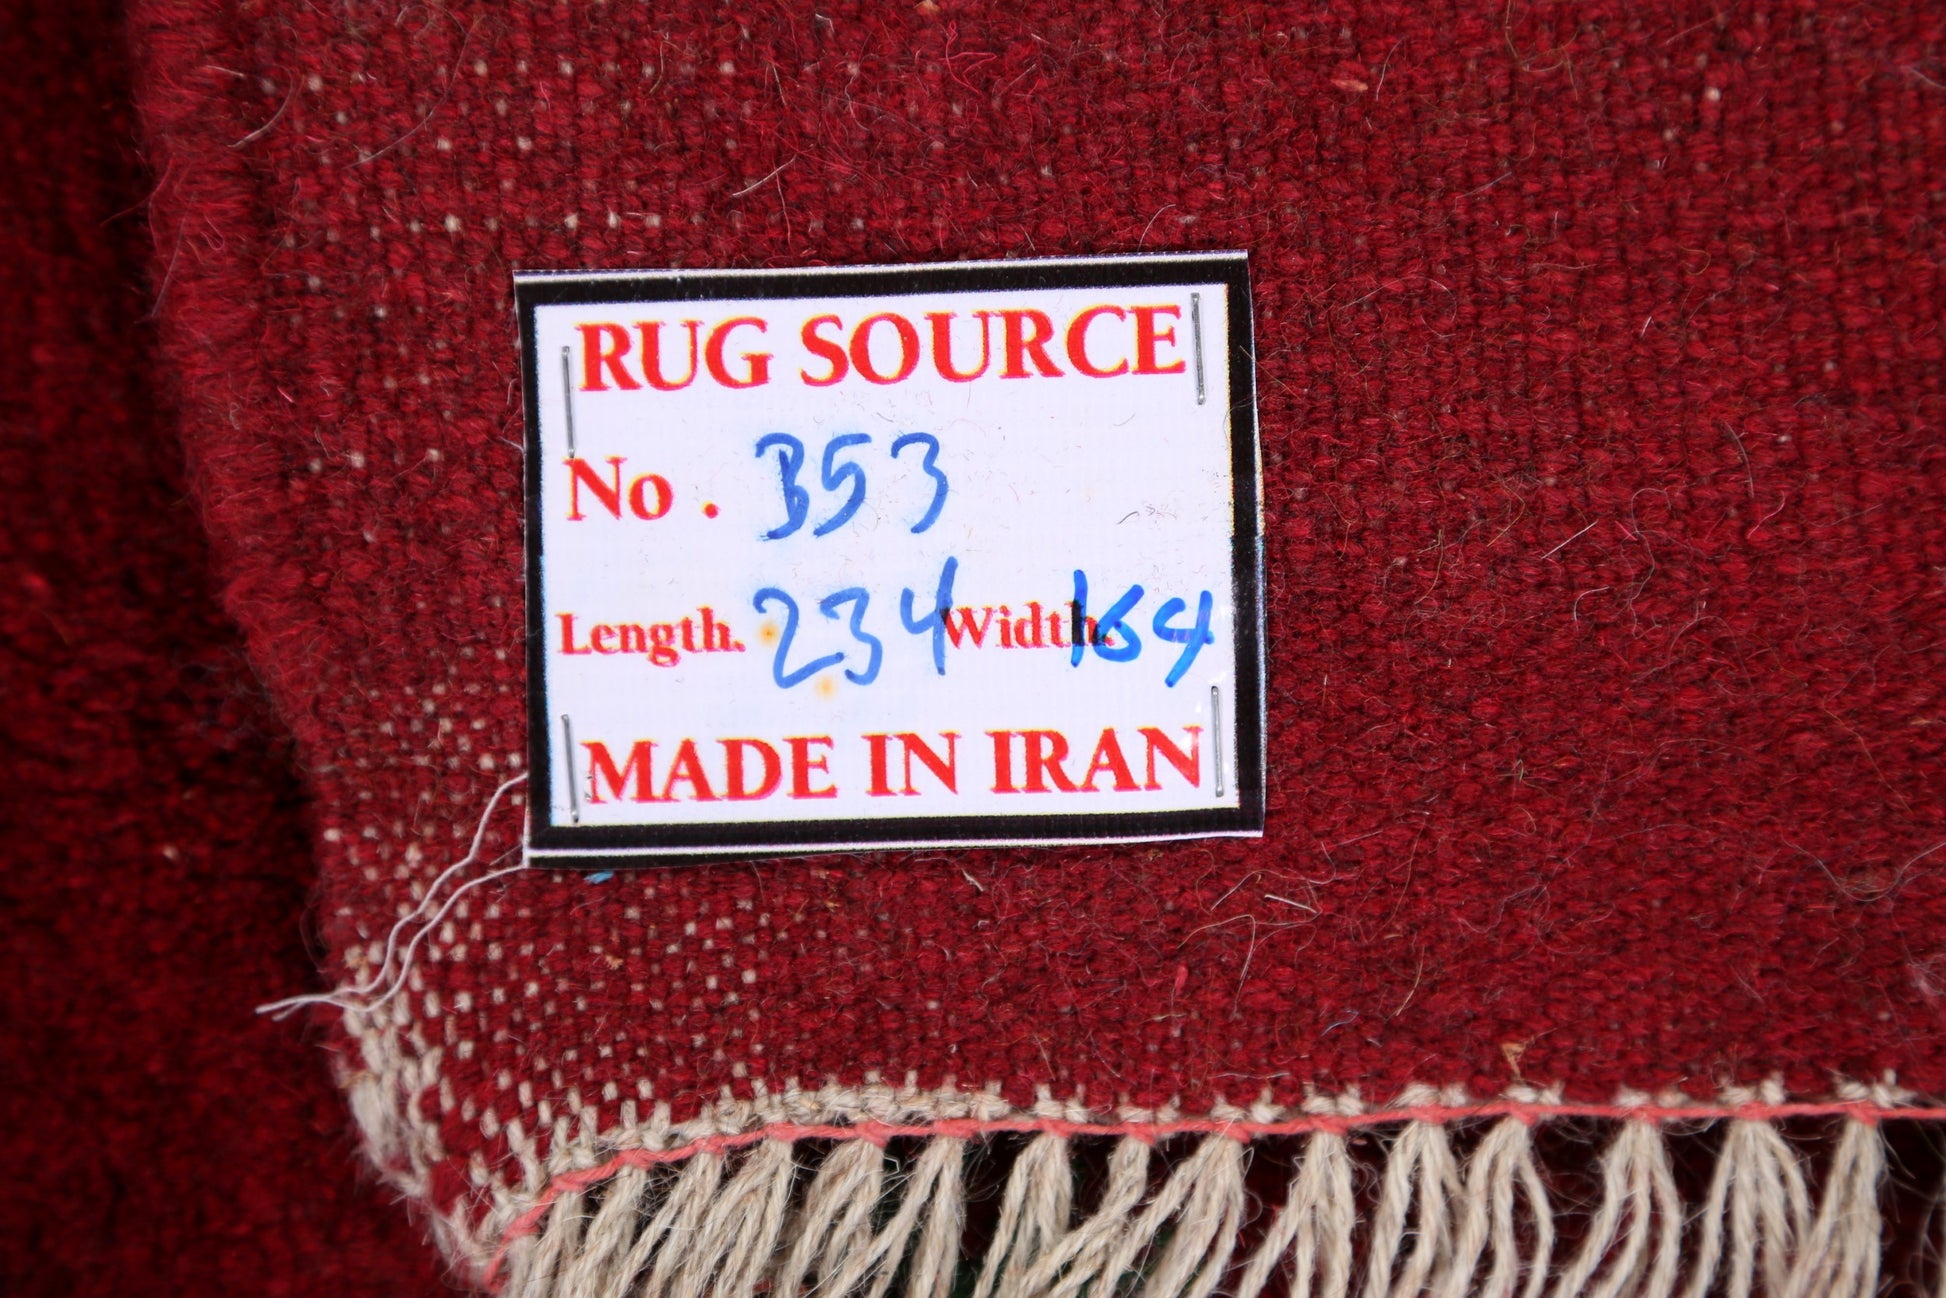 RUG SOURCE
No. 353
Length. 234 Width. 164
MADE IN IRAN